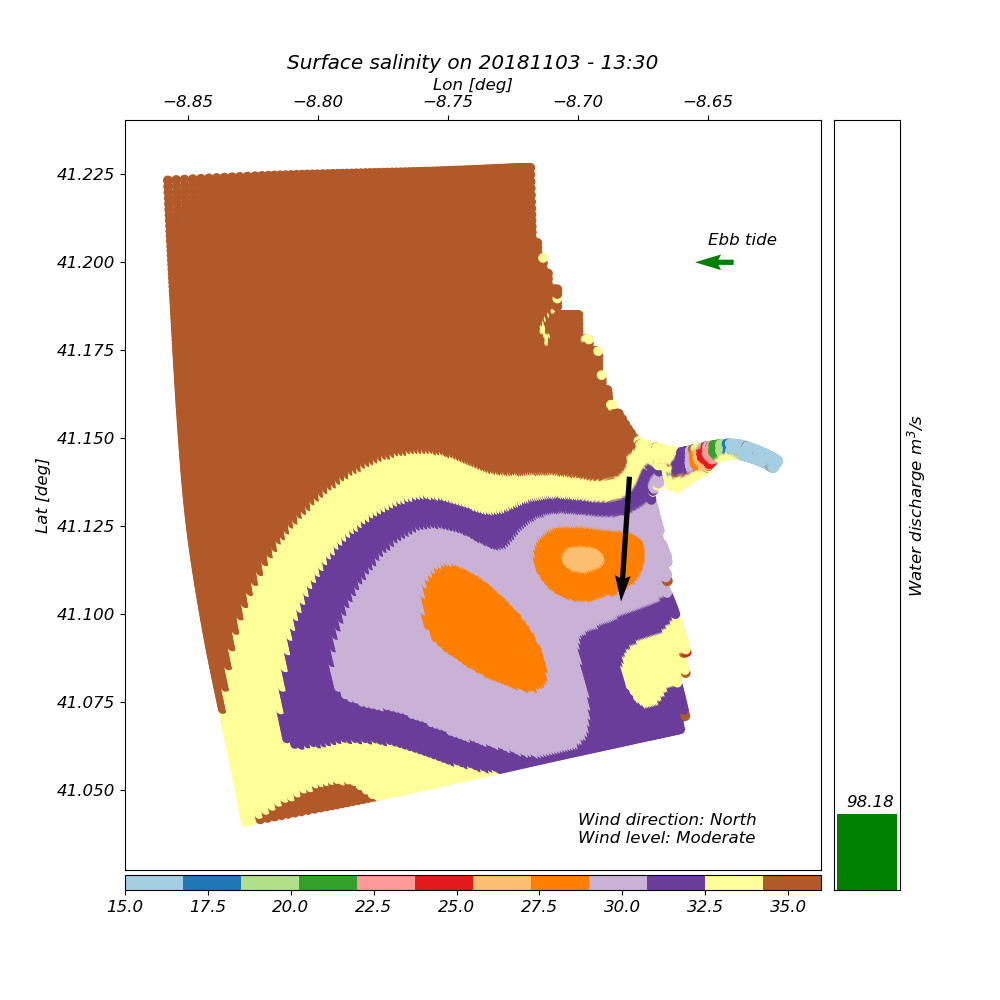 Surface salinity on 20181103 - 13:30
Lon [deg]
−8.85 −8.80 −8.75 −8.70 −8.65
41.225
Ebb tide
41.200
41.175
41.150
41.125
41.100
41.075
41.050
Lat [deg]
Water discharge m³/s
98.18
Wind direction: North
Wind level: Moderate
15.0 17.5 20.0 22.5 25.0 27.5 30.0 32.5 35.0